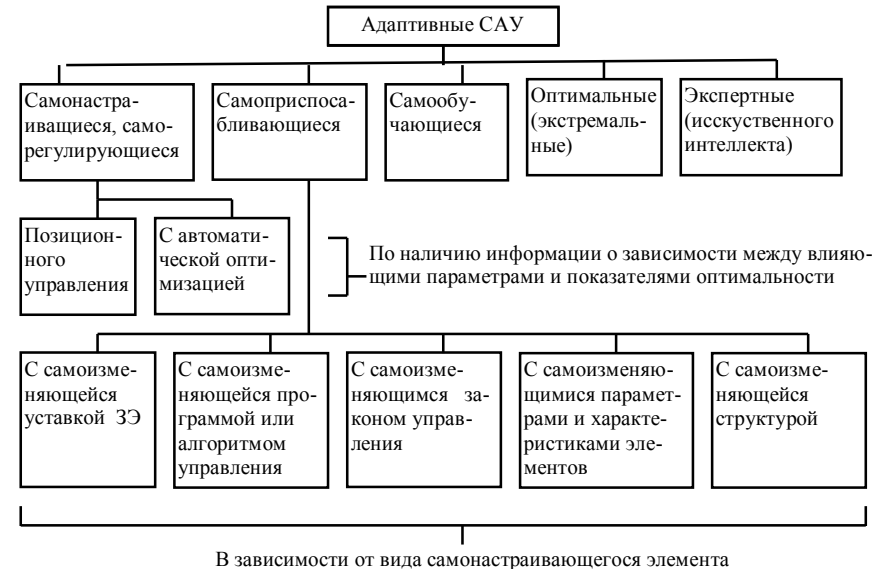 Адаптивные САУ
Самонастра-
иващиеся, само-
регулирующиеся
Самоприспоса-
бливающиеся
Самообу-
чающиеся
Оптимальные
(экстремаль-
ные)
Экспертные
(исскуственного
интеллекта)
Позицион-
ного
управления
С автомати-
ческой опти-
мизацией
По наличию информации о зависимости между влияю-
щими параметрами и показателями оптимальности
С самоизме-
няющейся
уставкой ЗЭ
С самоизме-
няющейся про-
граммой или
алгоритмом
управления
С самоизме-
няющимся за-
коном управ-
ления
С самоизменяю-
щимися парамет-
рами и характе-
ристиками эле-
ментов
С самоизме-
няющейся
структурой
В зависимости от вида самонастраивающегося элемента